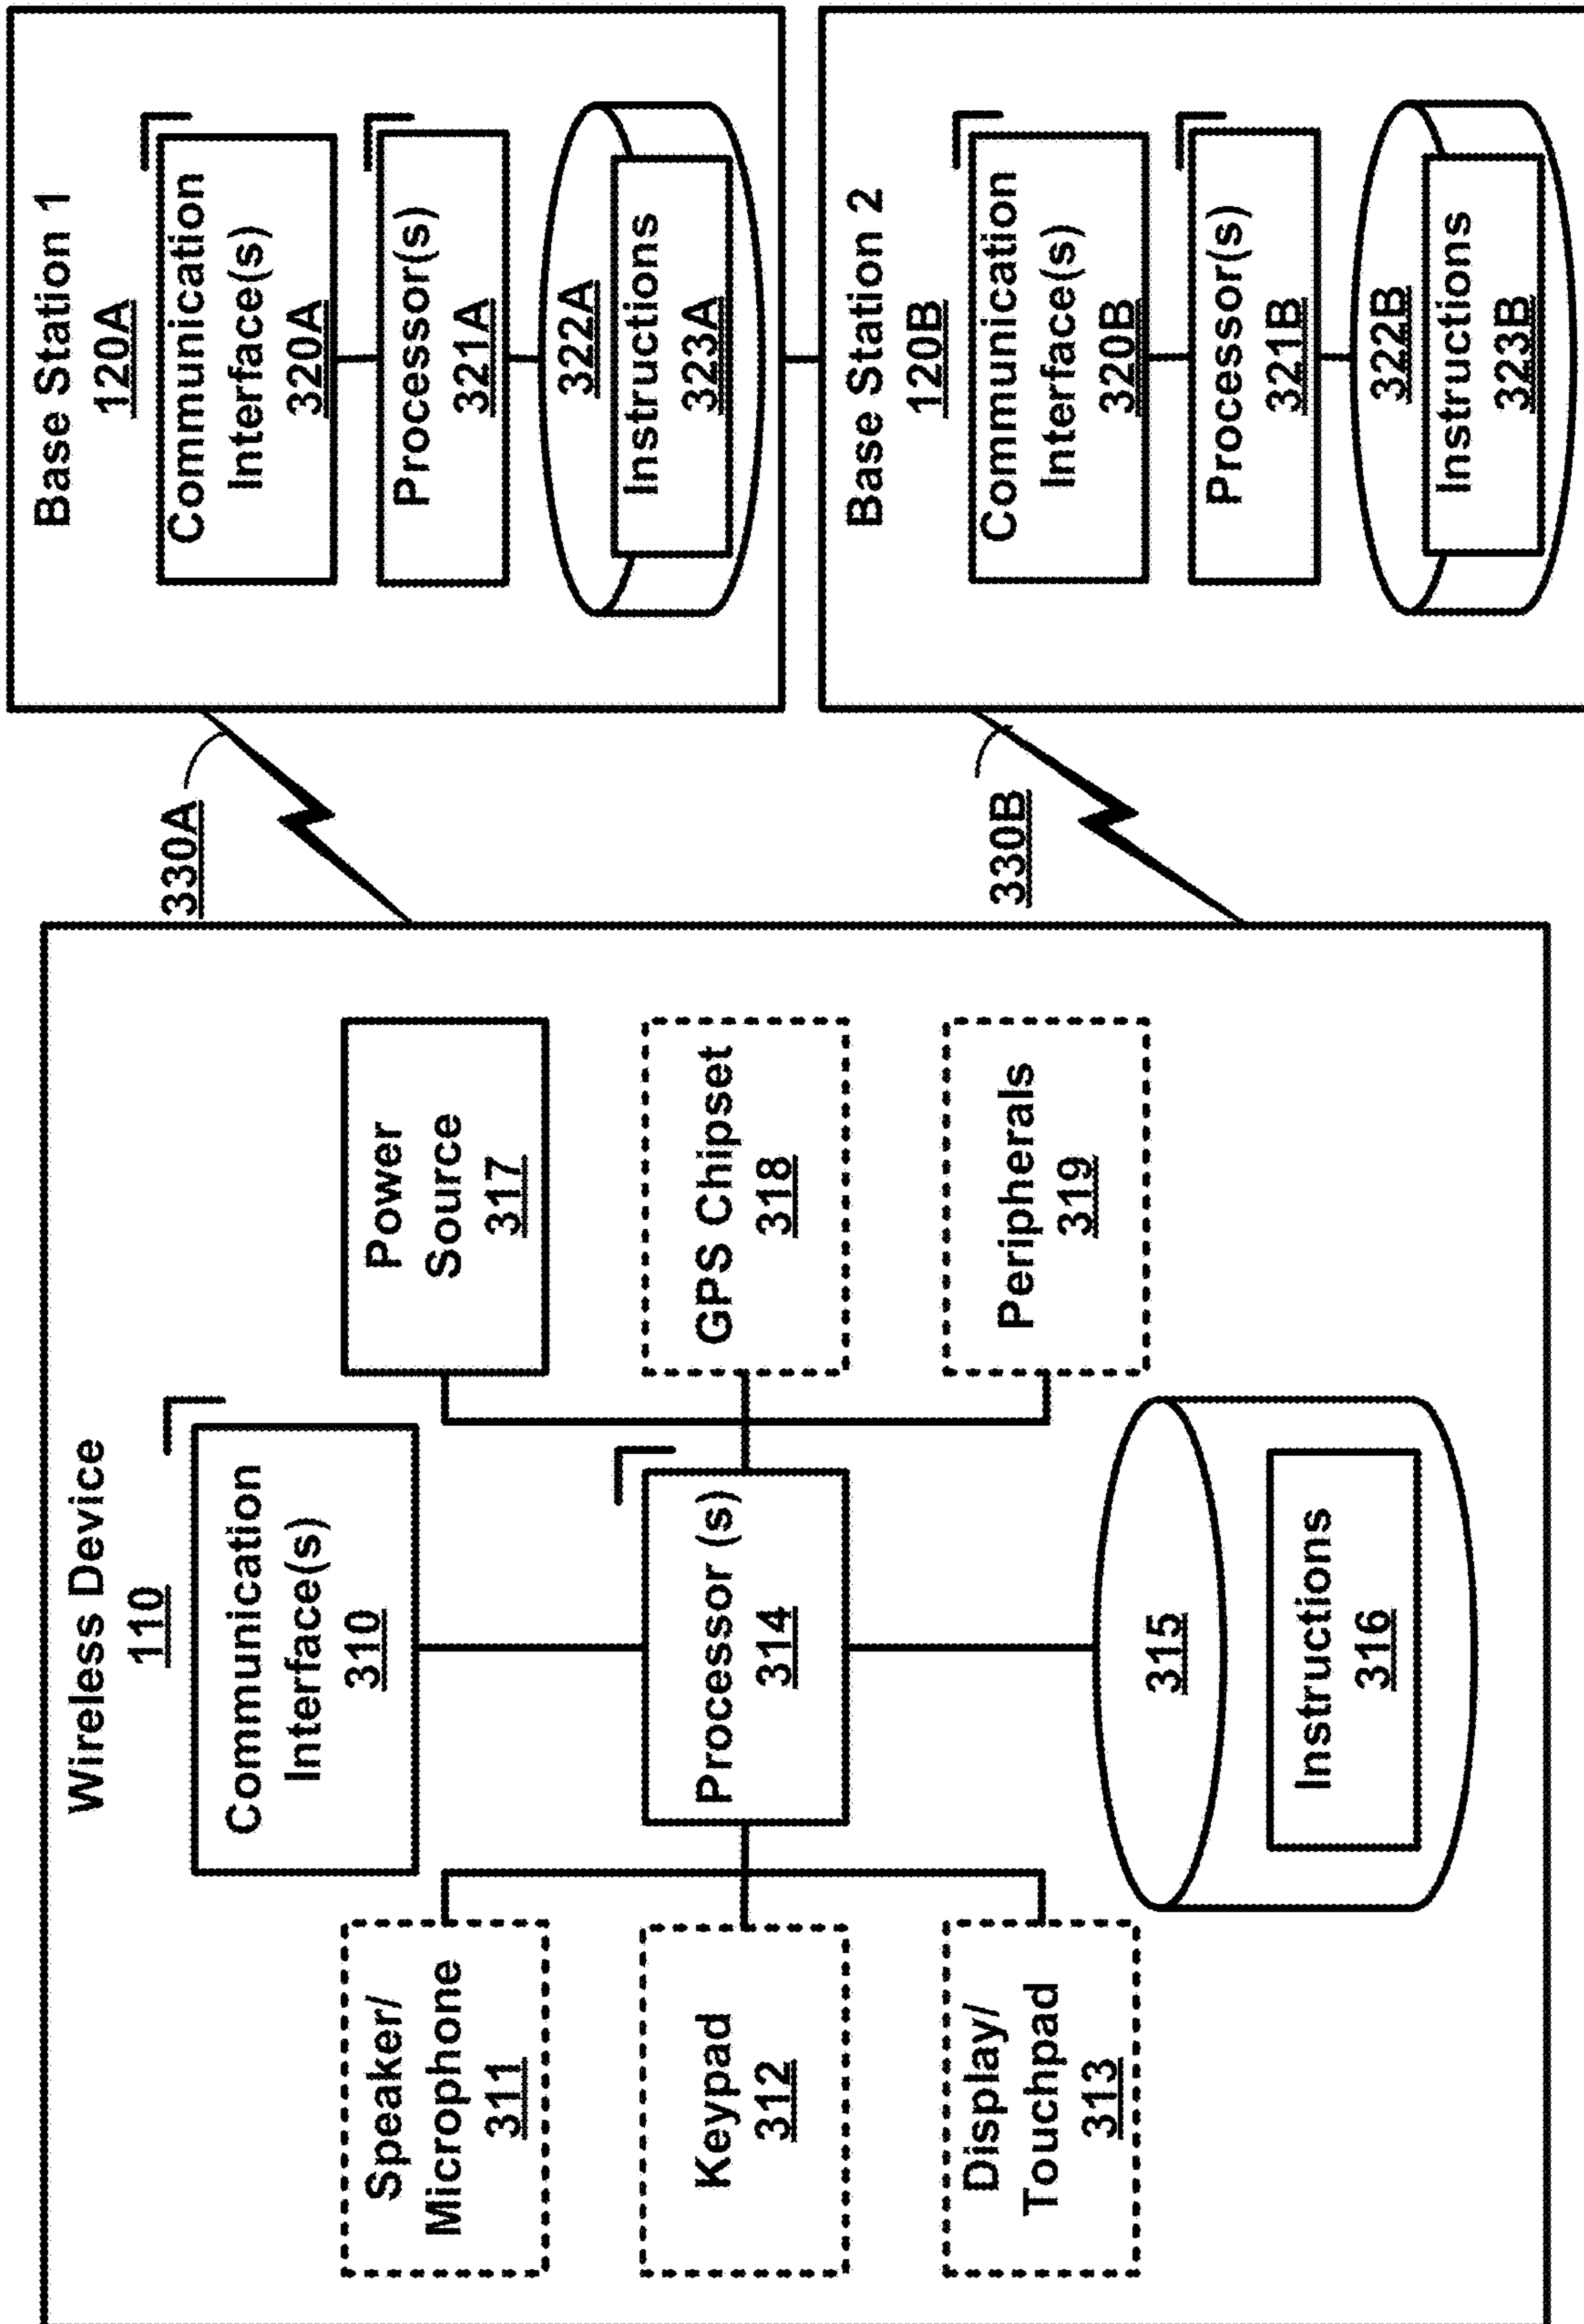 Wireless Device
110
Communication
Interface(s)
310
Speaker/
Microphone
311
Keypad
312
Display/
Touchpad
313
Processor (s)
314
315
Instructions
316
Power
Source
317
GPS Chipset
318
Peripherals
319
330A
330B
Base Station 1
120A
Communication
Interface(s)
320A
Processor(s)
321A
322A
Instructions
323A
Base Station 2
120B
Communication
Interface(s)
320B
Processor(s)
321B
322B
Instructions
323B